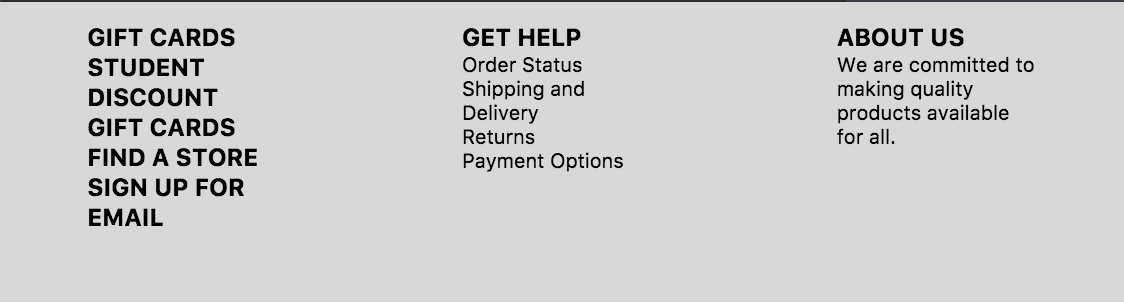 GIFT CARDS
STUDENT
DISCOUNT
GIFT CARDS
FIND A STORE
SIGN UP FOR
EMAIL
GET HELP
Order Status
Shipping and
Delivery
Returns
Payment Options
ABOUT US
We are committed to
making quality
products available
for all.